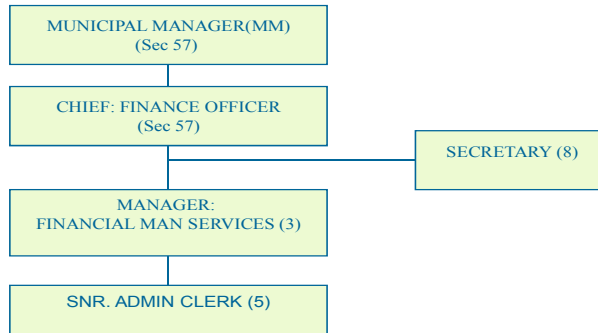 MUNICIPAL MANAGER(MM)
(Sec 57)
CHIEF: FINANCE OFFICER
(Sec 57)
SECRETARY (8)
MANAGER:
FINANCIAL MAN SERVICES (3)
SNR. ADMIN CLERK (5)